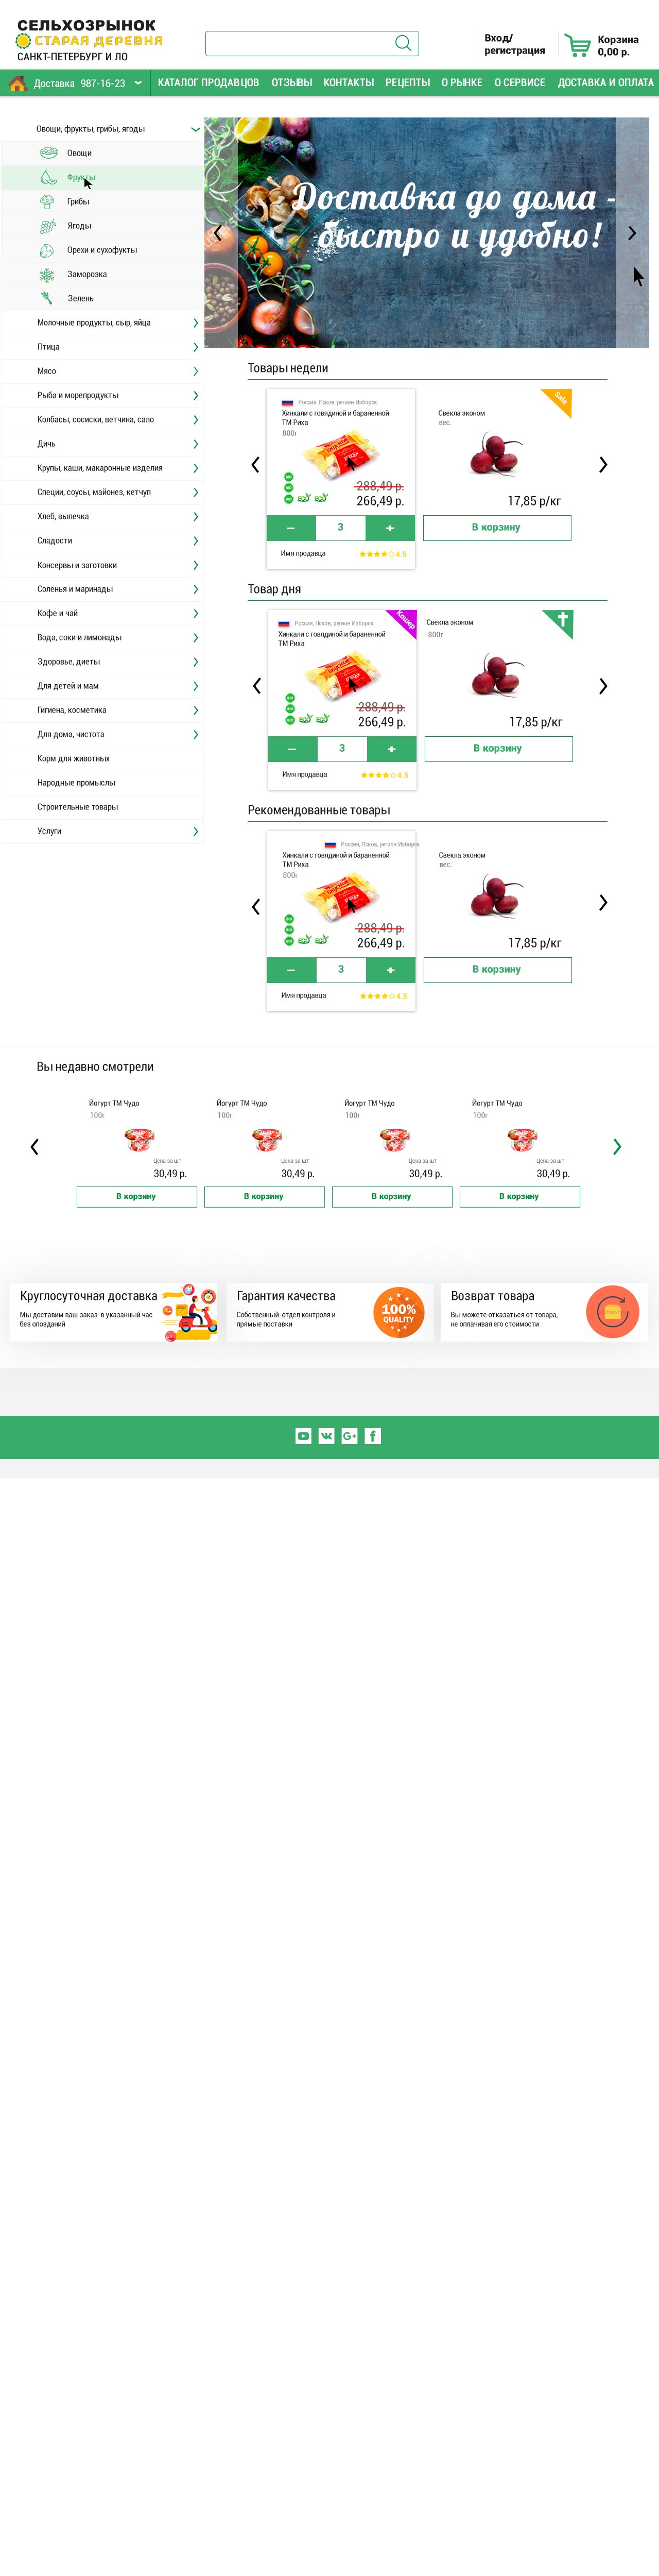 СЕЛЬХОЗРЫНОК
СТАРАЯ ДЕРЕВНЯ
САНКТ-ПЕТЕРБУРГ И ЛО
Вход/
регистрация
Корзина
0,00 р.
Доставка 987-16-23
КАТАЛОГ ПРОДАВЦОВ ОТЗЫВЫ КОНТАКТЫ РЕЦЕПТЫ О РЫНКЕ О СЕРВИСЕ ДОСТАВКА И ОПЛАТА
Овощи, фрукты, грибы, ягоды
Овощи
Фрукты
Грибы
Ягоды
Орехи и сухофукты
Заморозка
Зелень
Молочные продукты, сыр, яйца
Птица
Мясо
Рыба и морепродукты
Колбасы, сосиски, ветчина, сало
Дичь
Крупы, каши, макаронные изделия
Специи, соусы, майонез, кетчуп
Хлеб, выпечка
Сладости
Консервы и заготовки
Соленья и маринады
Кофе и чай
Вода, соки и лимонады
Здоровье, диеты
Для детей и мам
Гигиена, косметика
Для дома, чистота
Корм для животных
Народные промыслы
Строительные товары
Услуги
Доставка до дома -
быстро и удобно!
Товары недели
Россия, Псков, регион Изборск
Хинкали с говядиной и бараненной
ТМ Риха
800г
288,49 р.
266,49 р.
– 3 +
Имя продавца
4.5
Sale
Свекла эконом
вес.
17,85 р/кг
В корзину
Товар дня
Россия, Псков, регион Изборск
Кошер
Хинкали с говядиной и бараненной
ТМ Риха
288,49 р.
266,49 р.
– 3 +
Имя продавца
4.5
Свекла эконом
800г
17,85 р/кг
В корзину
Рекомендованные товары
Россия, Псков, регион Изборск
Хинкали с говядиной и бараненной
ТМ Риха
800г
288,49 р.
266,49 р.
– 3 +
Имя продавца
4.5
Свекла эконом
вес.
17,85 р/кг
В корзину
Вы недавно смотрели
Йогурт ТМ Чудо
100г
Цена за шт
30,49 р.
В корзину
Йогурт ТМ Чудо
100г
Цена за шт
30,49 р.
В корзину
Йогурт ТМ Чудо
100г
Цена за шт
30,49 р.
В корзину
Йогурт ТМ Чудо
100г
Цена за шт
30,49 р.
В корзину
Круглосуточная доставка
Мы доставим ваш заказ в указанный час
без опозданий
Гарантия качества
Собственный отдел контроля и
прямые поставки
100%
QUALITY
Возврат товара
Вы можете отказаться от товара,
не оплачивая его стоимости